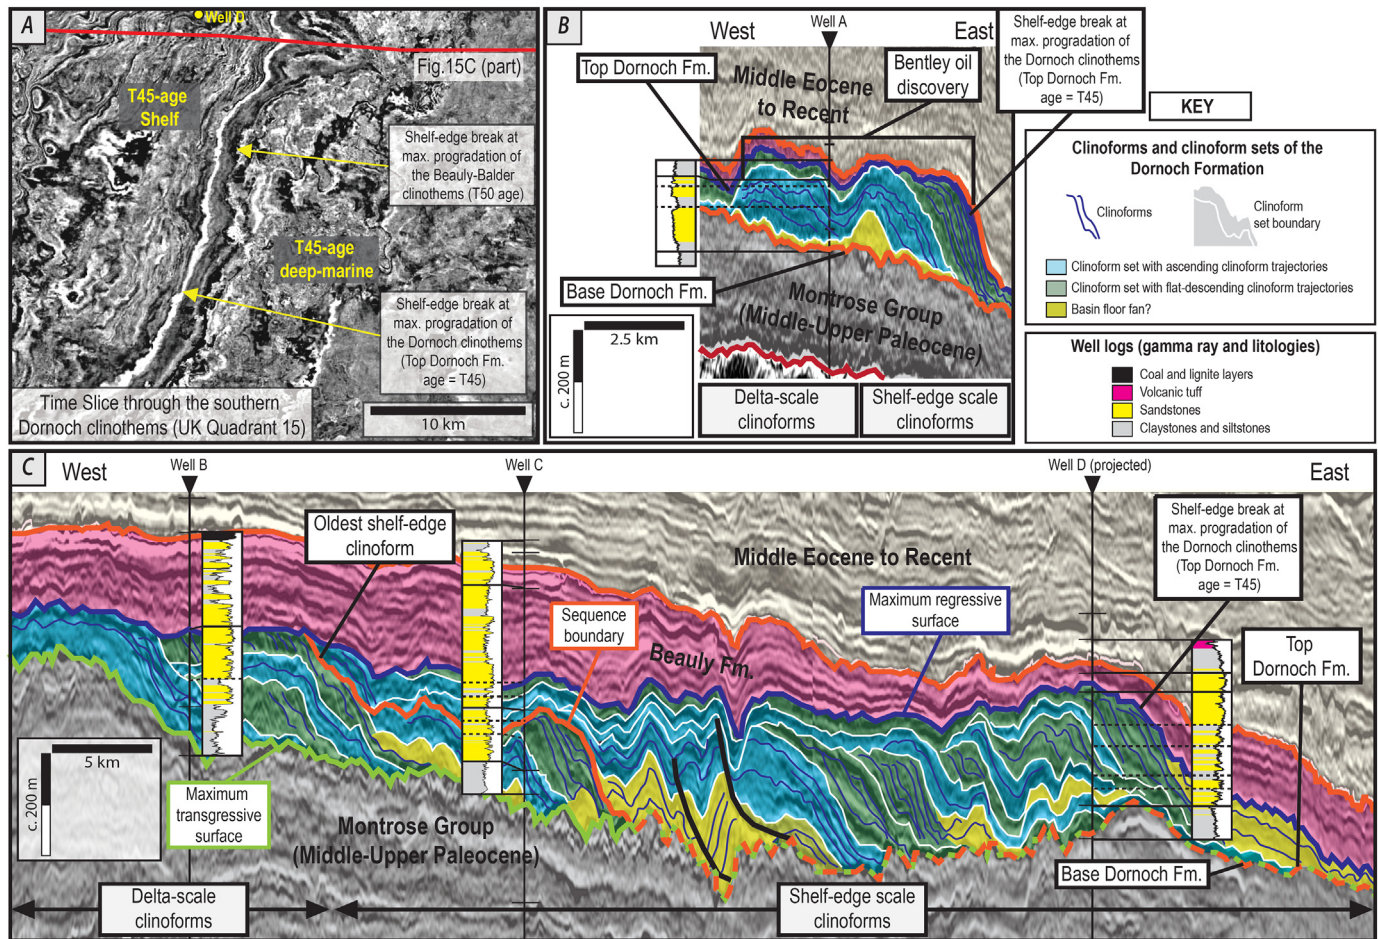 A
Well D
Fig.15C (part)
T45-age
Shelf
Shelf-edge break at
max. progradation of
the Beauly-Balder
clinothems (T50 age)
T45-age
deep-marine
Shelf-edge break at
max. progradation of
the Dornoch clinothems
(Top Dornoch Fm.
age = T45)
Time Slice through the southern
Dornoch clinothems (UK Quadrant 15)
10 km
B
West
Well A
East
Top Dornoch Fm.
Middle Eocene
to Recent
Bentley oil
discovery
Shelf-edge break at
max. progradation of
the Dornoch clinothems
(Top Dornoch Fm.
age = T45)
Base Dornoch Fm.
Montrose Group
(Middle-Upper Paleocene)
2.5 km
c. 200 m
Delta-scale
clinoforms
Shelf-edge scale
clinoforms
KEY
Clinoforms and clinoform sets of the
Dornoch Formation
Clinoforms
Clinoform
set boundary
Clinoform set with ascending clinoform trajectories
Clinoform set with flat-descending clinoform trajectories
Basin floor fan?
Well logs (gamma ray and litologies)
Coal and lignite layers
Volcanic tuff
Sandstones
Claystones and siltstones
C
West
Well B
Well C
Well D (projected)
East
Oldest shelf-edge
clinoform
Middle Eocene to Recent
Shelf-edge break at
max. progradation of
the Dornoch clinothems
(Top Dornoch Fm.
age = T45)
Sequence
boundary
Maximum regressive
surface
Beauly Fm.
Top
Dornoch Fm.
5 km
c. 200 m
Maximum
transgressive
surface
Montrose Group
(Middle-Upper Paleocene)
Base Dornoch Fm.
Delta-scale
clinoforms
Shelf-edge scale
clinoforms